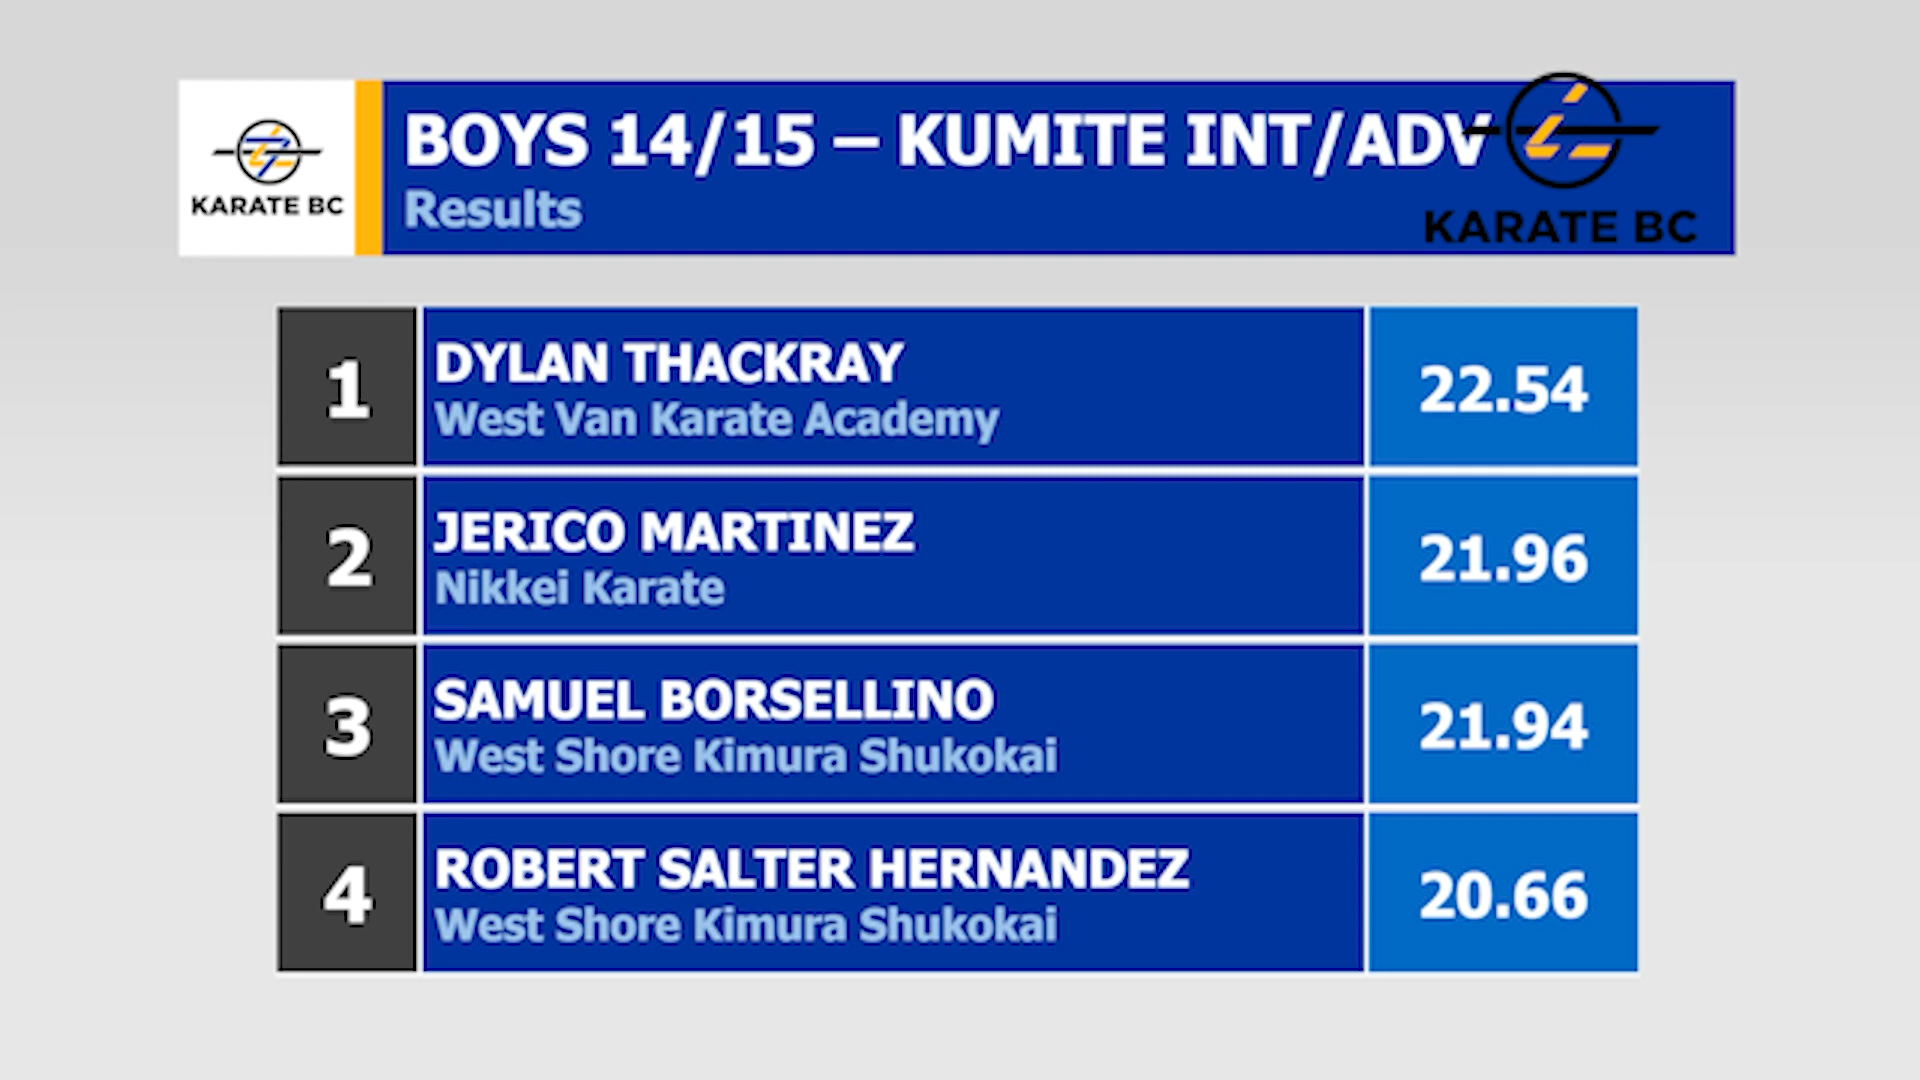 KARATE BC
BOYS 14/15 – KUMITE INT/ADV
Results
KARATE BC
1
DYLAN THACKRAY
West Van Karate Academy
22.54
2
JERICO MARTINEZ
Nikkei Karate
21.96
3
SAMUEL BORSELLINO
West Shore Kimura Shukokai
21.94
4
ROBERT SALTER HERNANDEZ
West Shore Kimura Shukokai
20.66